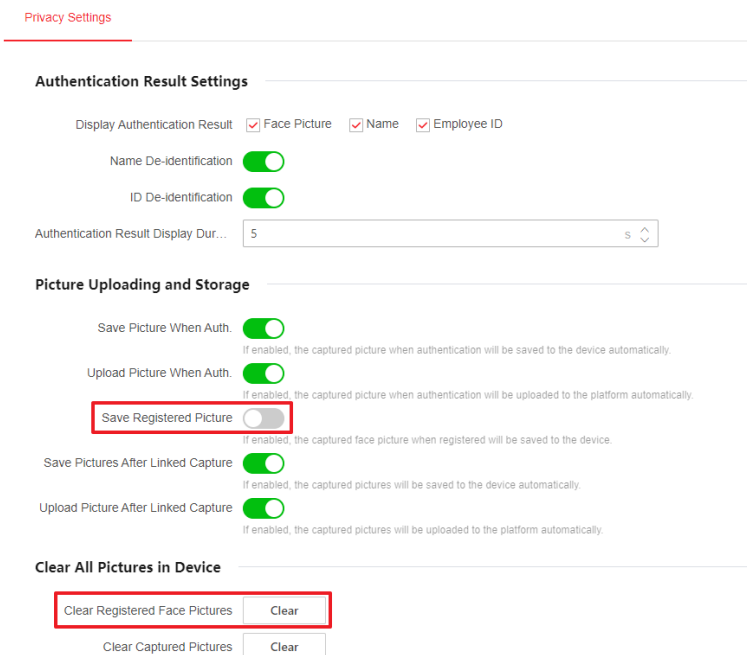 Privacy Settings
Authentication Result Settings
Display Authentication Result Face Picture Name Employee ID
Name De-identification
ID De-identification
Authentication Result Display Dur... 5 s
Picture Uploading and Storage
Save Picture When Auth.
If enabled, the captured picture when authentication will be saved to the device automatically.
Upload Picture When Auth.
If enabled, the captured picture when authentication will be uploaded to the platform automatically.
Save Registered Picture
If enabled, the captured face picture when registered will be saved to the device.
Save Pictures After Linked Capture
If enabled, the captured pictures will be saved to the device automatically.
Upload Picture After Linked Capture
If enabled, the captured pictures will be uploaded to the platform automatically.
Clear All Pictures in Device
Clear Registered Face Pictures Clear
Clear Captured Pictures Clear